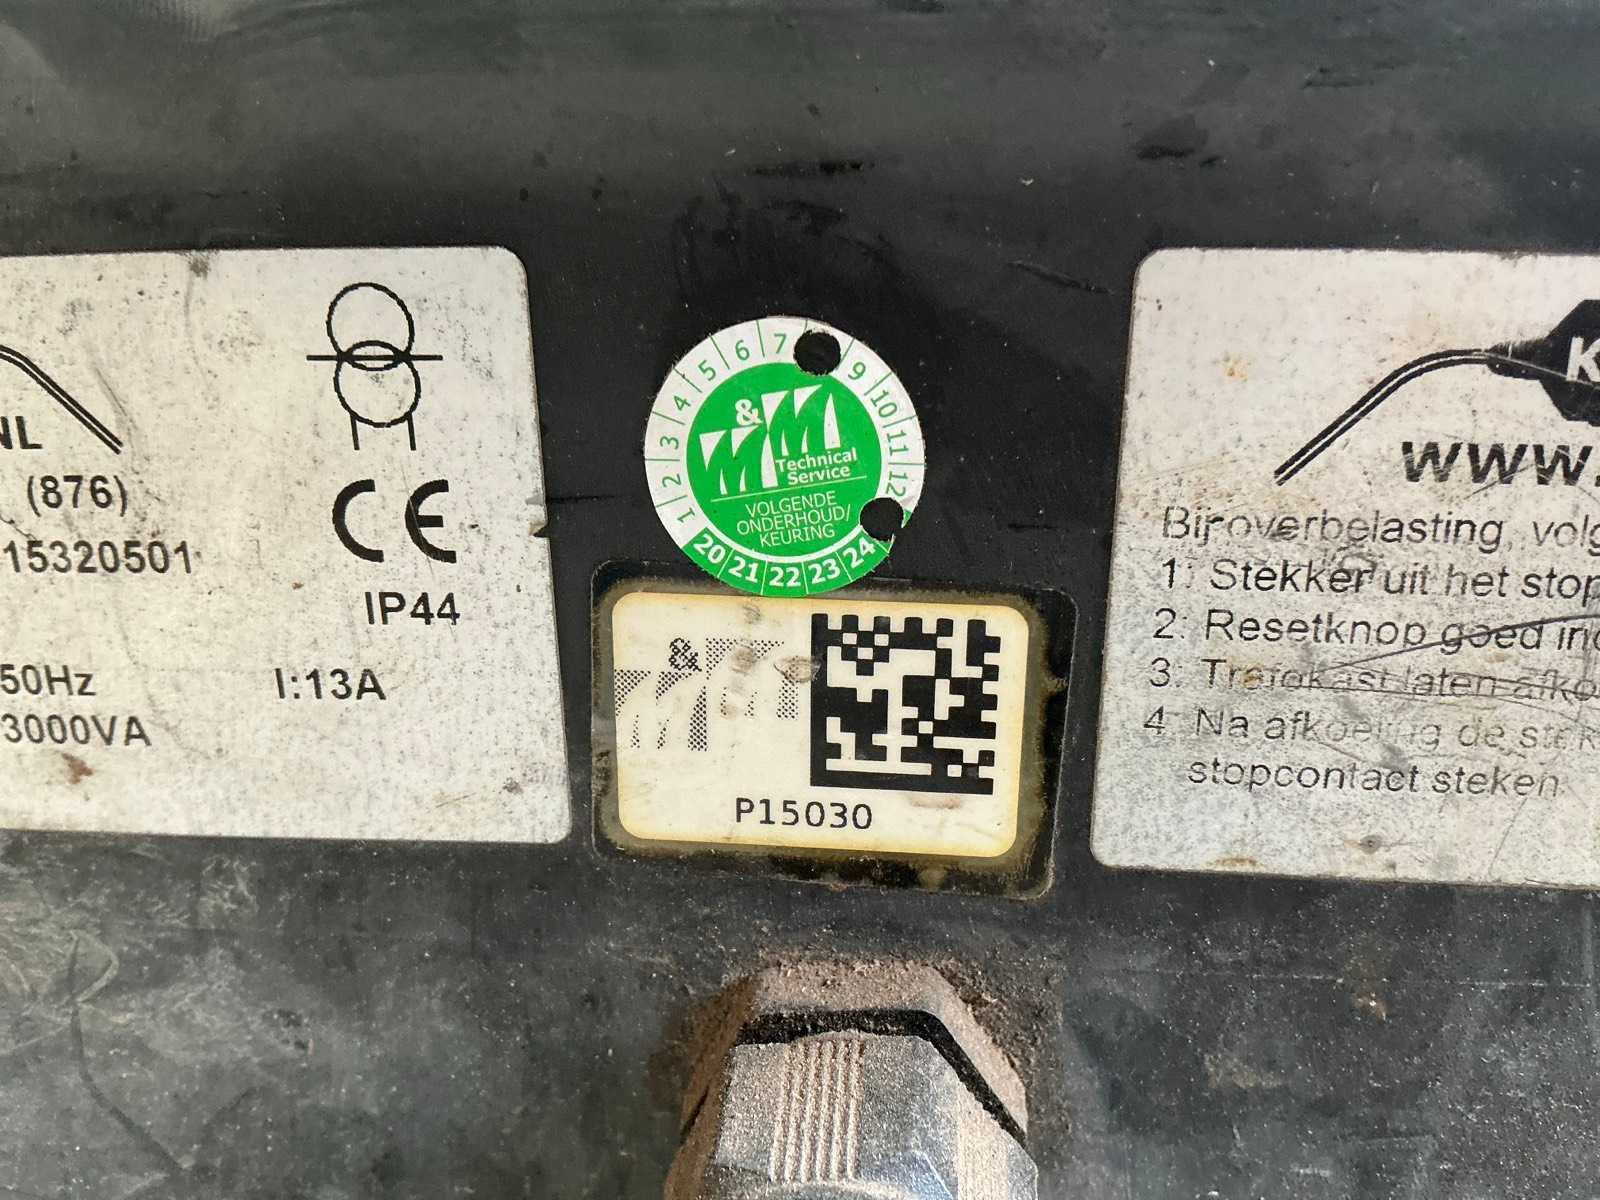 NL
(876)
15320501
CE
IP44
50Hz I:13A
3000VA
1 2 3 4 5 6 7 9 10 11 12
M&M
Technical
Service
VOLGENDE
ONDERHOUD/
KEURING
20 21 22 23 24
M&M
P15030
K
www.
Bij overbelasting, volg
1: Stekker uit het stop
2: Resetknop goed ind
3: Trafokast laten afko
4: Na afkoeling de stek
stopcontact steken